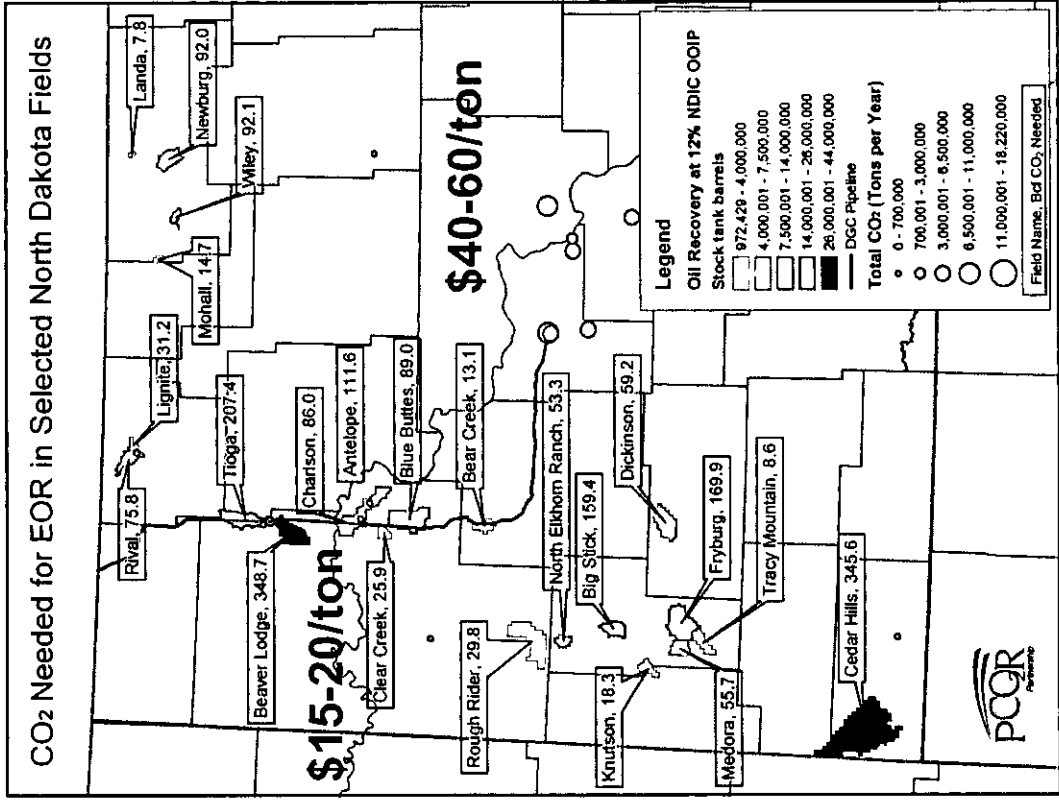 CO₂ Needed for EOR in Selected North Dakota Fields
Landa, 7.8
Newburg, 92.0
Wiley, 92.1
Mohall, 14.7
Lignite, 31.2
Rival, 75.8
Tioga, 207.4
Beaver Lodge, 348.7
Charlson, 86.0
Antelope, 111.6
$15-20/ton
Clear Creek, 25.9
Blue Buttes, 89.0
$40-60/ton
Bear Creek, 13.1
Rough Rider, 29.8
North Elkhorn Ranch, 53.3
Big Stick, 159.4
Knutson, 18.3
Dickinson, 59.2
Medora, 55.7
Fryburg, 169.9
Tracy Mountain, 8.6
Cedar Hills, 345.6
Legend
Oil Recovery at 12% NDIC OOIP
Stock tank barrels
972,429 - 4,000,000
4,000,001 - 7,500,000
7,500,001 - 14,000,000
14,000,001 - 26,000,000
26,000,001 - 44,000,000
DGC Pipeline
Total CO₂ (Tons per Year)
0 - 700,000
700,001 - 3,000,000
3,000,001 - 6,500,000
6,500,001 - 11,000,000
11,000,001 - 18,220,000
Field Name, Bcf CO₂ Needed
PCO₂R
Partnership